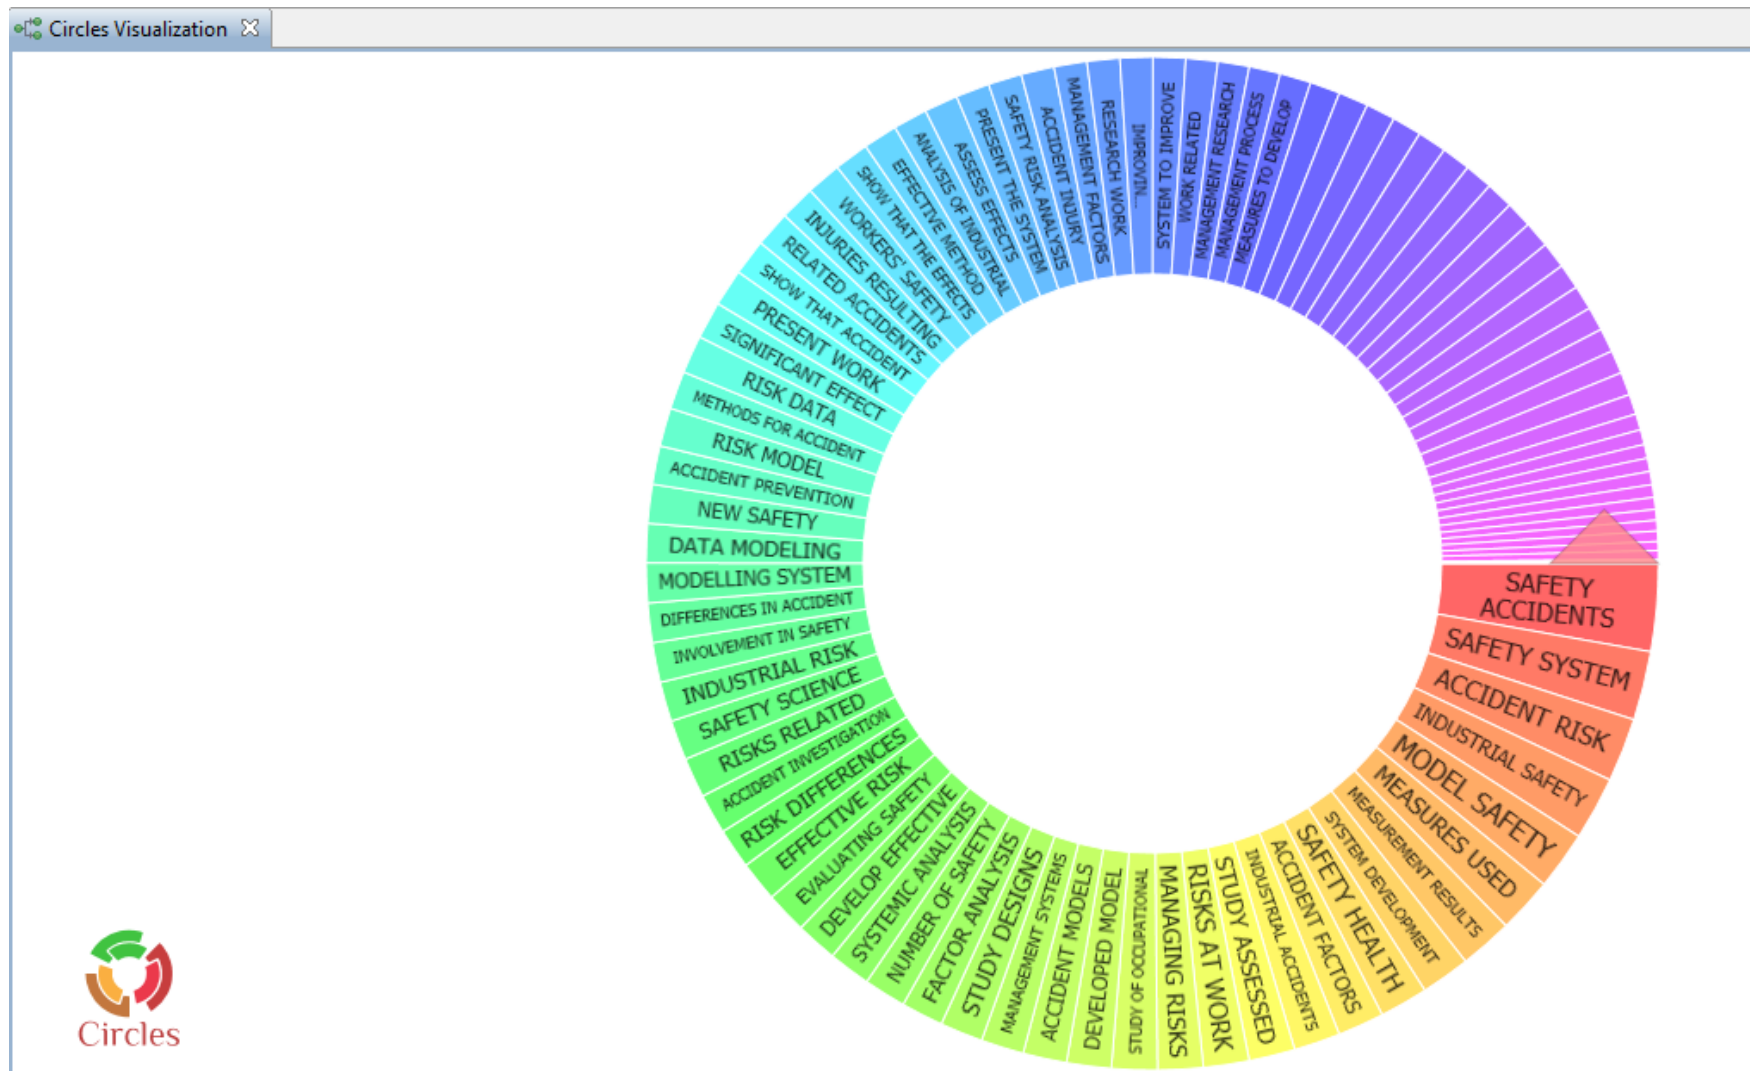 Circles Visualization
SAFETY
ACCIDENTS
SAFETY SYSTEM
ACCIDENT RISK
INDUSTRIAL SAFETY
MODEL SAFETY
MEASURES USED
MEASUREMENT RESULTS
SYSTEM DEVELOPMENT
SAFETY HEALTH
ACCIDENT FACTORS
INDUSTRIAL ACCIDENTS
STUDY ASSESSED
RISKS AT WORK
MANAGING RISKS
STUDY OF OCCUPATIONAL
DEVELOPED MODEL
ACCIDENT MODELS
MANAGEMENT SYSTEMS
STUDY DESIGNS
FACTOR ANALYSIS
NUMBER OF SAFETY
SYSTEMIC ANALYSIS
DEVELOP EFFECTIVE
EVALUATING SAFETY
EFFECTIVE RISK
RISK DIFFERENCES
ACCIDENT INVESTIGATION
RISKS RELATED
SAFETY SCIENCE
INDUSTRIAL RISK
INVOLVEMENT IN SAFETY
DIFFERENCES IN ACCIDENT
MODELLING SYSTEM
DATA MODELING
NEW SAFETY
ACCIDENT PREVENTION
RISK MODEL
METHODS FOR ACCIDENT
RISK DATA
SIGNIFICANT EFFECT
PRESENT WORK
SHOW THAT ACCIDENT
RELATED ACCIDENTS
INJURIES RESULTING
WORKERS' SAFETY
SHOW THAT THE EFFECTS
EFFECTIVE METHOD
ANALYSIS OF INDUSTRIAL
ASSESS EFFECTS
PRESENT THE SYSTEM
SAFETY RISK ANALYSIS
ACCIDENT INJURY
MANAGEMENT FACTORS
RESEARCH WORK
IMPROVIN...
SYSTEM TO IMPROVE
WORK RELATED
MANAGEMENT RESEARCH
MANAGEMENT PROCESS
MEASURES TO DEVELOP
Circles